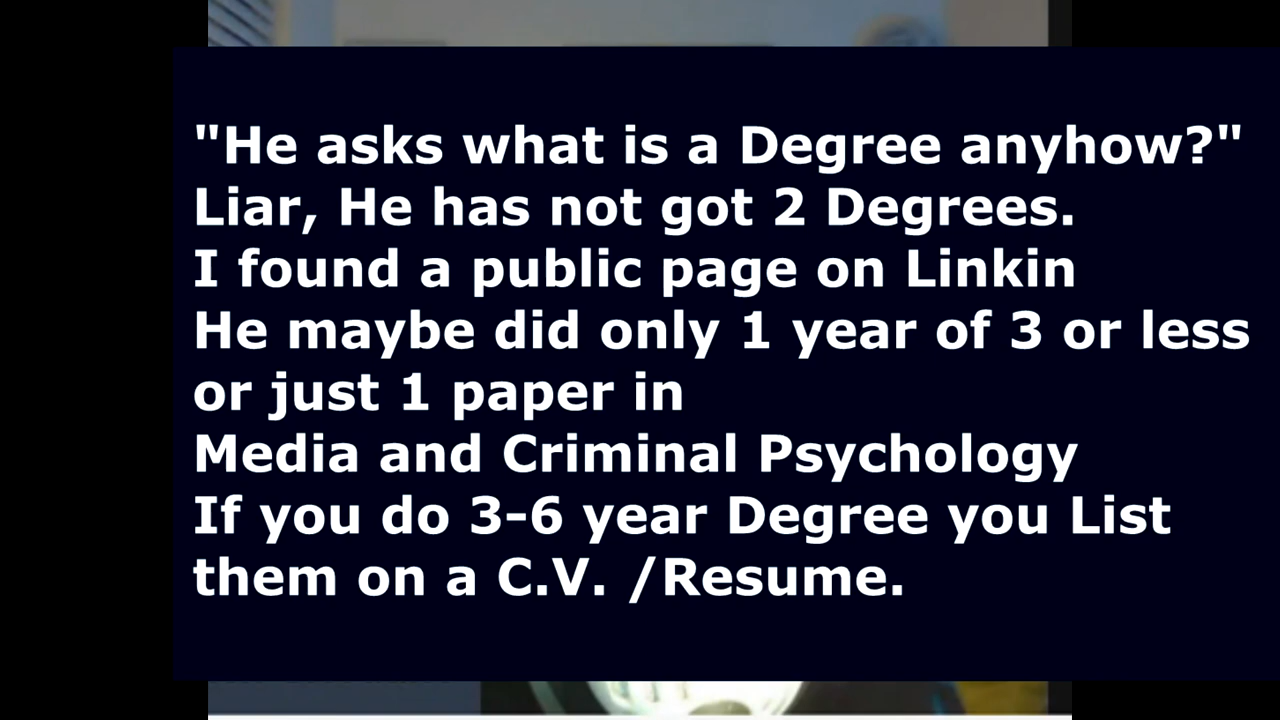 "He asks what is a Degree anyhow?"
Liar, He has not got 2 Degrees.
I found a public page on Linkin
He maybe did only 1 year of 3 or less
or just 1 paper in
Media and Criminal Psychology
If you do 3-6 year Degree you List
them on a C.V. /Resume.